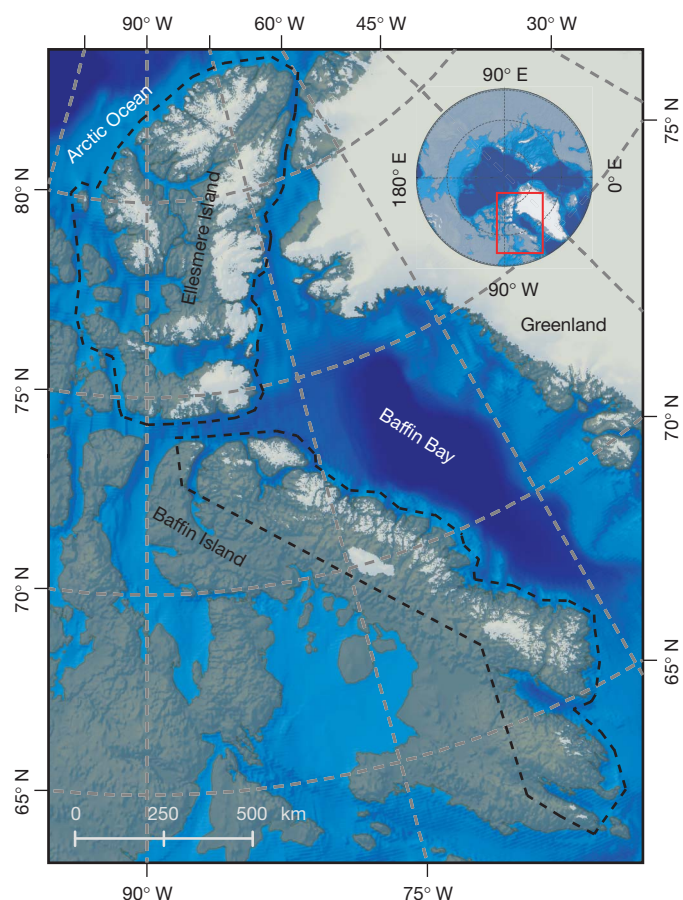 90° W 60° W 45° W 30° W
Arctic Ocean
80° N
Ellesmere Island
90° E
180° E
0° E
90° W
75° N
Greenland
75° N
Baffin Bay
70° N
Baffin Island
70° N
65° N
65° N
0 250 500 km
90° W 75° W